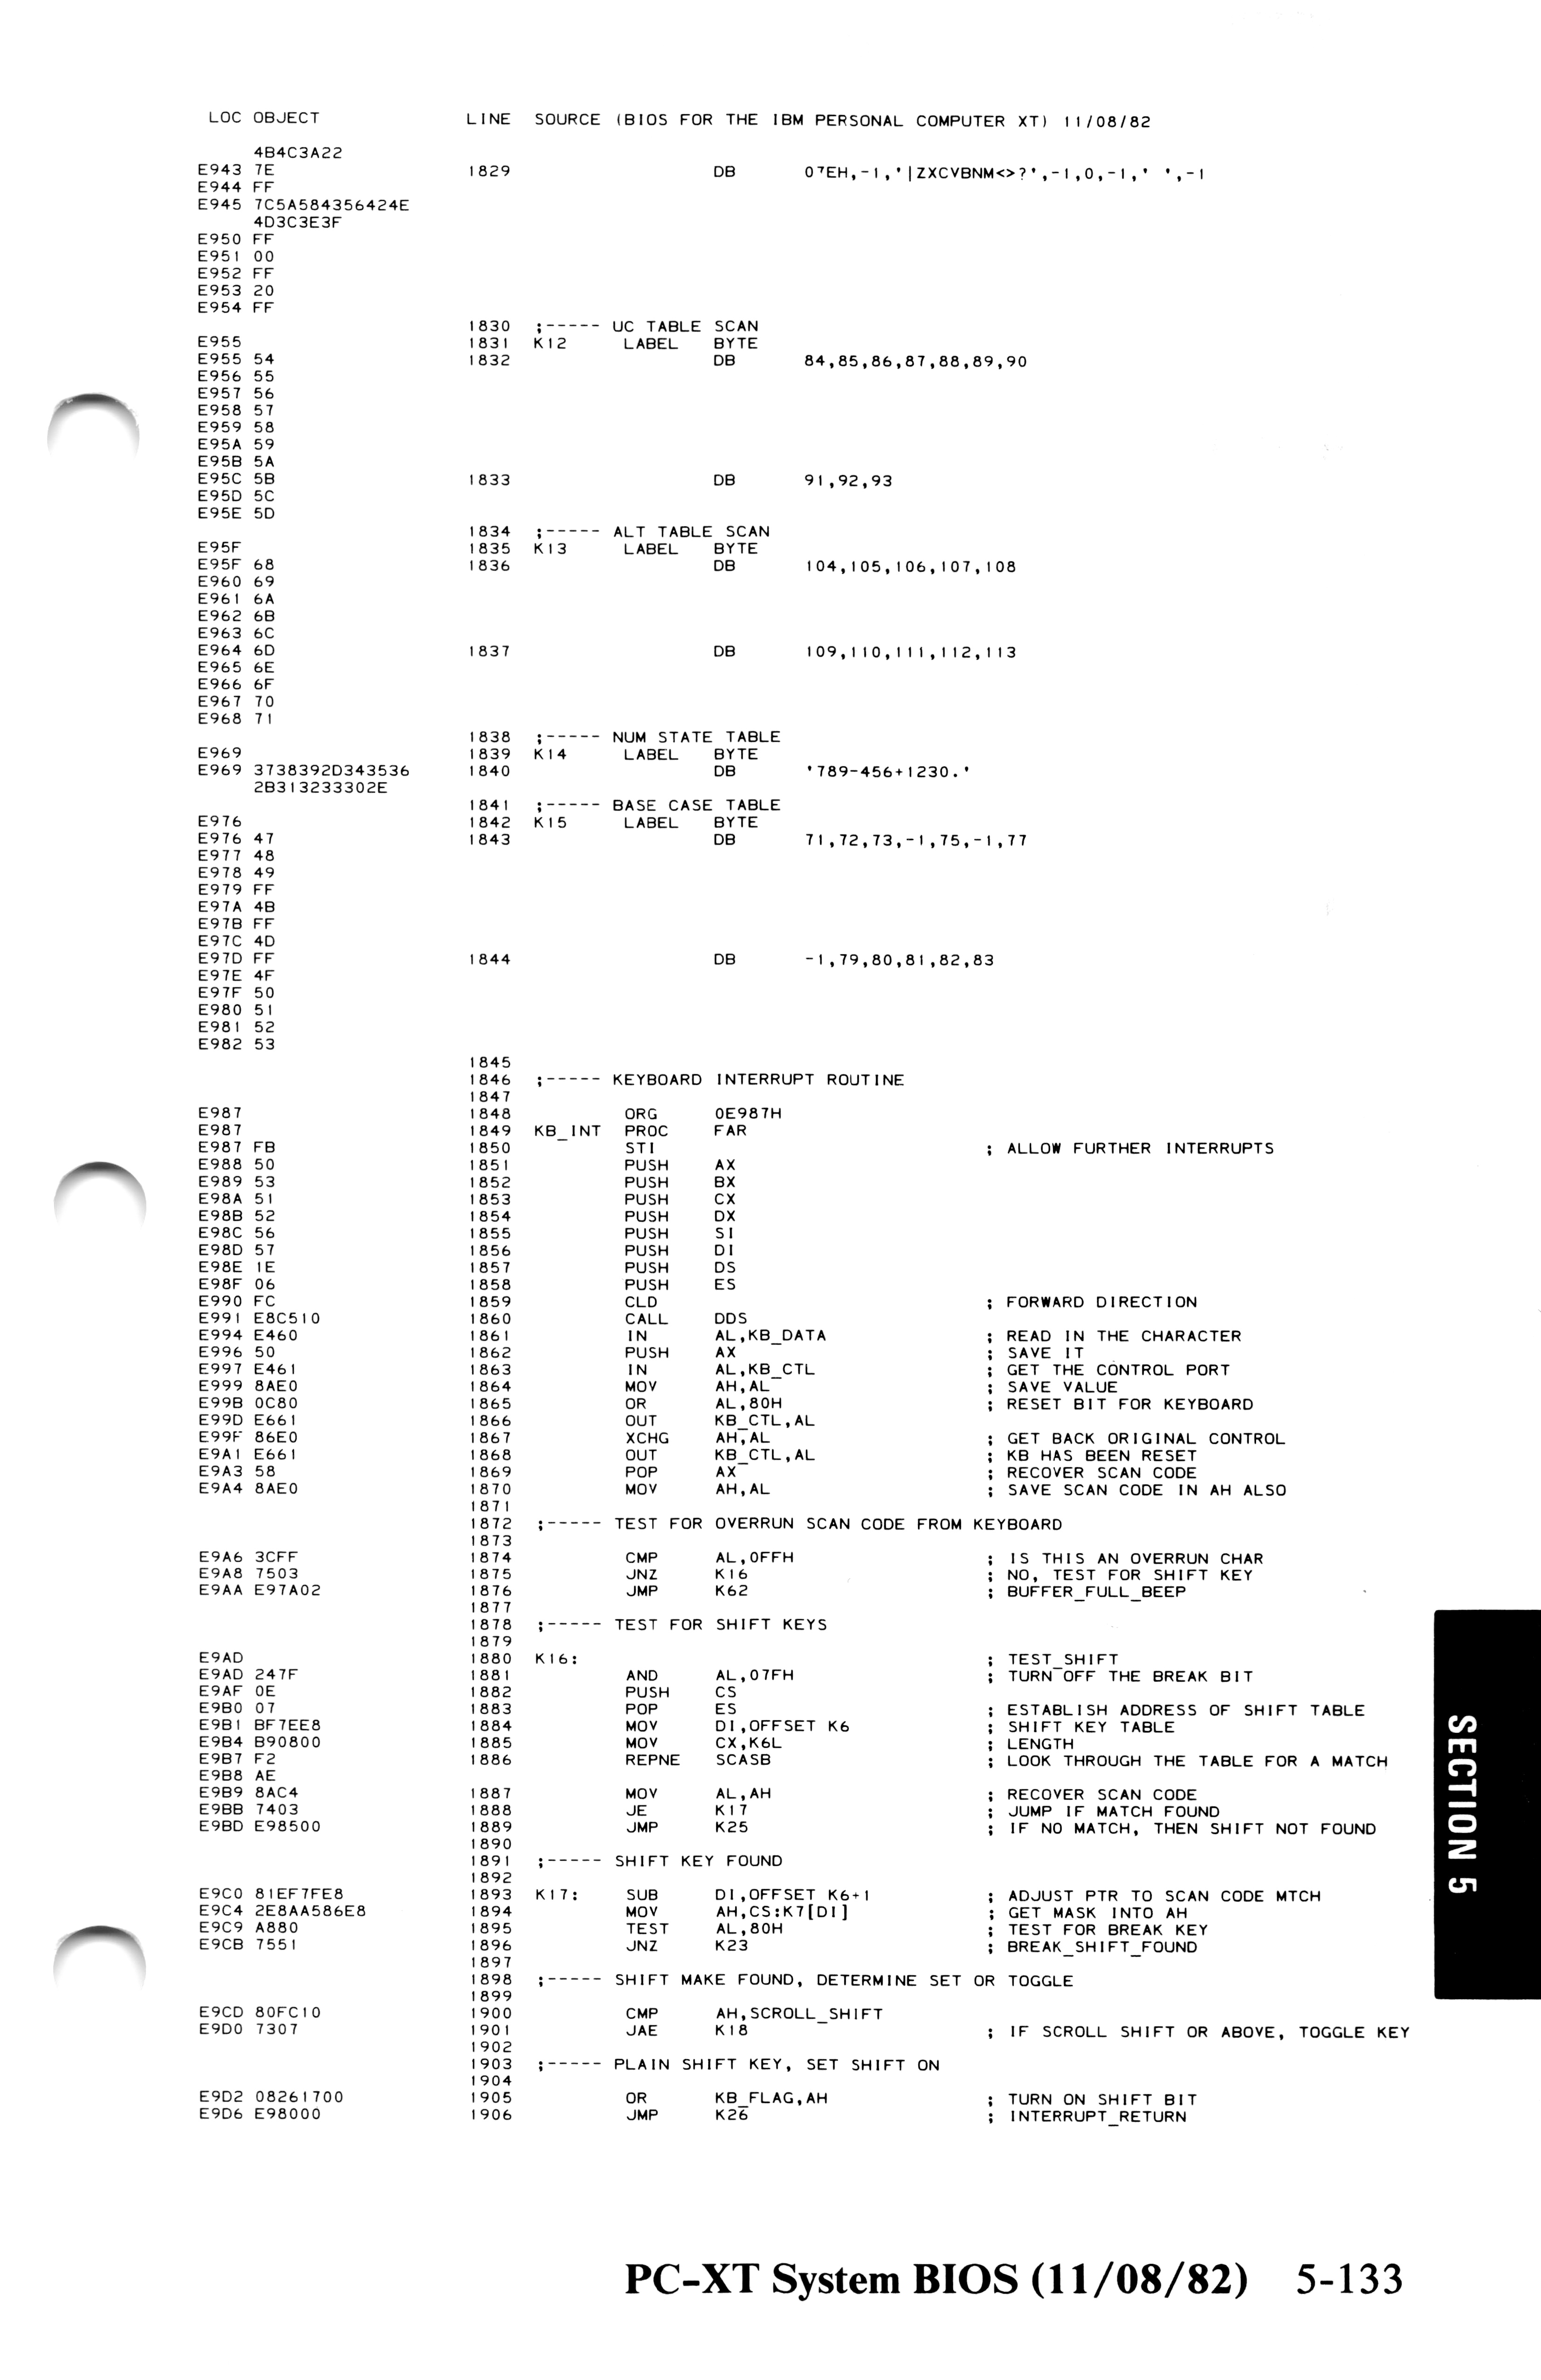 LOC OBJECT LINE SOURCE (BIOS FOR THE IBM PERSONAL COMPUTER XT) 11/08/82
4B4C3A22
E943 7E 1829 DB 07EH,-1,'|ZXCVBNM<>?',-1,0,-1,' ',-1
E944 FF
E945 7C5A584356424E
4D3C3E3F
E950 FF
E951 00
E952 FF
E953 20
E954 FF
1830 ;----- UC TABLE SCAN
E955 1831 K12 LABEL BYTE
E955 54 1832 DB 84,85,86,87,88,89,90
E956 55
E957 56
E958 57
E959 58
E95A 59
E95B 5A
E95C 5B 1833 DB 91,92,93
E95D 5C
E95E 5D
1834 ;----- ALT TABLE SCAN
E95F 1835 K13 LABEL BYTE
E95F 68 1836 DB 104,105,106,107,108
E960 69
E961 6A
E962 6B
E963 6C
E964 6D 1837 DB 109,110,111,112,113
E965 6E
E966 6F
E967 70
E968 71
1838 ;----- NUM STATE TABLE
E969 1839 K14 LABEL BYTE
E969 3738392D343536 1840 DB '789-456+1230.'
2B313233302E
1841 ;----- BASE CASE TABLE
E976 1842 K15 LABEL BYTE
E976 47 1843 DB 71,72,73,-1,75,-1,77
E977 48
E978 49
E979 FF
E97A 4B
E97B FF
E97C 4D
E97D FF 1844 DB -1,79,80,81,82,83
E97E 4F
E97F 50
E980 51
E981 52
E982 53
1845
1846 ;----- KEYBOARD INTERRUPT ROUTINE
1847
E987 1848 ORG 0E987H
E987 1849 KB_INT PROC FAR
E987 FB 1850 STI ; ALLOW FURTHER INTERRUPTS
E988 50 1851 PUSH AX
E989 53 1852 PUSH BX
E98A 51 1853 PUSH CX
E98B 52 1854 PUSH DX
E98C 56 1855 PUSH SI
E98D 57 1856 PUSH DI
E98E 1E 1857 PUSH DS
E98F 06 1858 PUSH ES
E990 FC 1859 CLD ; FORWARD DIRECTION
E991 E8C510 1860 CALL DDS
E994 E460 1861 IN AL,KB_DATA ; READ IN THE CHARACTER
E996 50 1862 PUSH AX ; SAVE IT
E997 E461 1863 IN AL,KB_CTL ; GET THE CONTROL PORT
E999 8AE0 1864 MOV AH,AL ; SAVE VALUE
E99B 0C80 1865 OR AL,80H ; RESET BIT FOR KEYBOARD
E99D E661 1866 OUT KB_CTL,AL
E99F 86E0 1867 XCHG AH,AL ; GET BACK ORIGINAL CONTROL
E9A1 E661 1868 OUT KB_CTL,AL ; KB HAS BEEN RESET
E9A3 58 1869 POP AX ; RECOVER SCAN CODE
E9A4 8AE0 1870 MOV AH,AL ; SAVE SCAN CODE IN AH ALSO
1871
1872 ;----- TEST FOR OVERRUN SCAN CODE FROM KEYBOARD
1873
E9A6 3CFF 1874 CMP AL,0FFH ; IS THIS AN OVERRUN CHAR
E9A8 7503 1875 JNZ K16 ; NO, TEST FOR SHIFT KEY
E9AA E97A02 1876 JMP K62 ; BUFFER_FULL_BEEP
1877
1878 ;----- TEST FOR SHIFT KEYS
1879
E9AD 1880 K16: ; TEST_SHIFT
E9AD 247F 1881 AND AL,07FH ; TURN OFF THE BREAK BIT
E9AF 0E 1882 PUSH CS
E9B0 07 1883 POP ES ; ESTABLISH ADDRESS OF SHIFT TABLE
E9B1 BF7EE8 1884 MOV DI,OFFSET K6 ; SHIFT KEY TABLE
E9B4 B90800 1885 MOV CX,K6L ; LENGTH
E9B7 F2 1886 REPNE SCASB ; LOOK THROUGH THE TABLE FOR A MATCH
E9B8 AE
E9B9 8AC4 1887 MOV AL,AH ; RECOVER SCAN CODE
E9BB 7403 1888 JE K17 ; JUMP IF MATCH FOUND
E9BD E98500 1889 JMP K25 ; IF NO MATCH, THEN SHIFT NOT FOUND
1890
1891 ;----- SHIFT KEY FOUND
1892
E9C0 81EF7FE8 1893 K17: SUB DI,OFFSET K6+1 ; ADJUST PTR TO SCAN CODE MTCH
E9C4 2E8AA586E8 1894 MOV AH,CS:K7[DI] ; GET MASK INTO AH
E9C9 A880 1895 TEST AL,80H ; TEST FOR BREAK KEY
E9CB 7551 1896 JNZ K23 ; BREAK_SHIFT_FOUND
1897
1898 ;----- SHIFT MAKE FOUND, DETERMINE SET OR TOGGLE
1899
E9CD 80FC10 1900 CMP AH,SCROLL_SHIFT
E9D0 7307 1901 JAE K18 ; IF SCROLL SHIFT OR ABOVE, TOGGLE KEY
1902
1903 ;----- PLAIN SHIFT KEY, SET SHIFT ON
1904
E9D2 08261700 1905 OR KB_FLAG,AH ; TURN ON SHIFT BIT
E9D6 E98000 1906 JMP K26 ; INTERRUPT_RETURN
SECTION 5
PC-XT System BIOS (11/08/82) 5-133